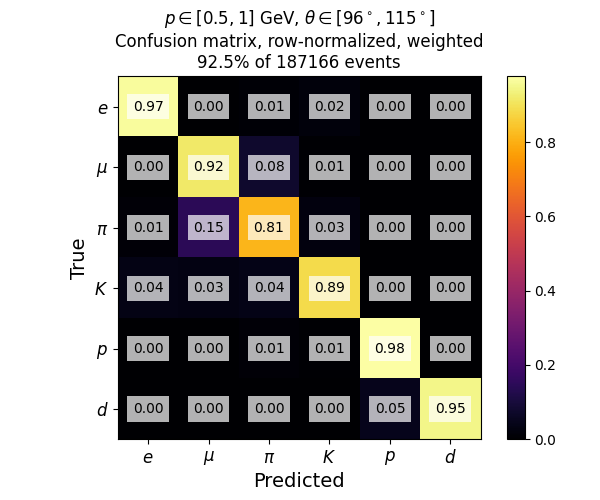 p ∈ [0.5, 1] GeV, θ ∈ [96°, 115°]
Confusion matrix, row-normalized, weighted
92.5% of 187166 events
e 0.97 0.00 0.01 0.02 0.00 0.00
μ 0.00 0.92 0.08 0.01 0.00 0.00
π 0.01 0.15 0.81 0.03 0.00 0.00
K 0.04 0.03 0.04 0.89 0.00 0.00
p 0.00 0.00 0.01 0.01 0.98 0.00
d 0.00 0.00 0.00 0.00 0.05 0.95
e μ π K p d
Predicted
True
0.8
0.6
0.4
0.2
0.0